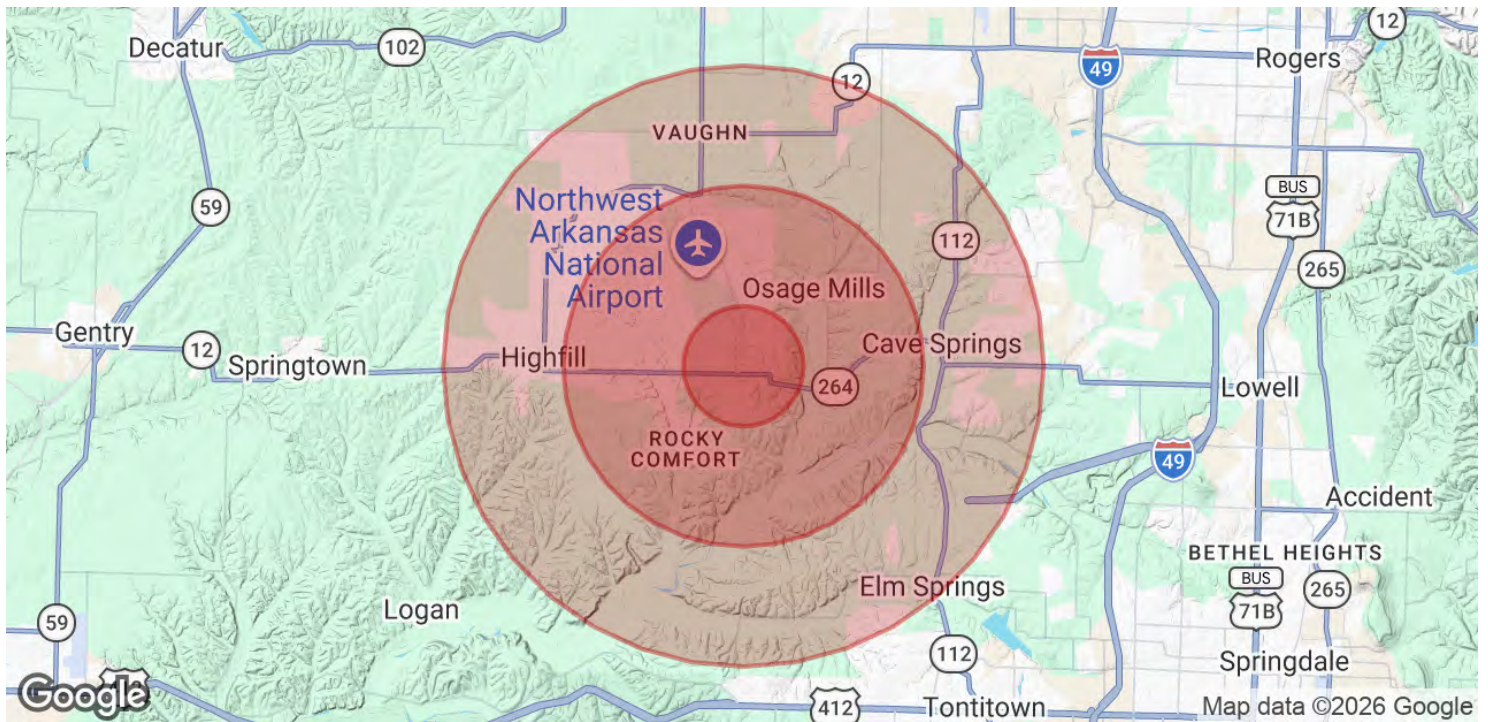 Decatur
102
12
49
Rogers
12
VAUGHN
59
Northwest
Arkansas
National
Airport
BUS
71B
112
265
Osage Mills
Gentry
12
Springtown
Highfill
Cave Springs
264
Lowell
ROCKY
COMFORT
49
Accident
BETHEL HEIGHTS
Elm Springs
BUS
71B
265
Logan
59
112
Springdale
Google
412
Tontitown
Map data ©2026 Google